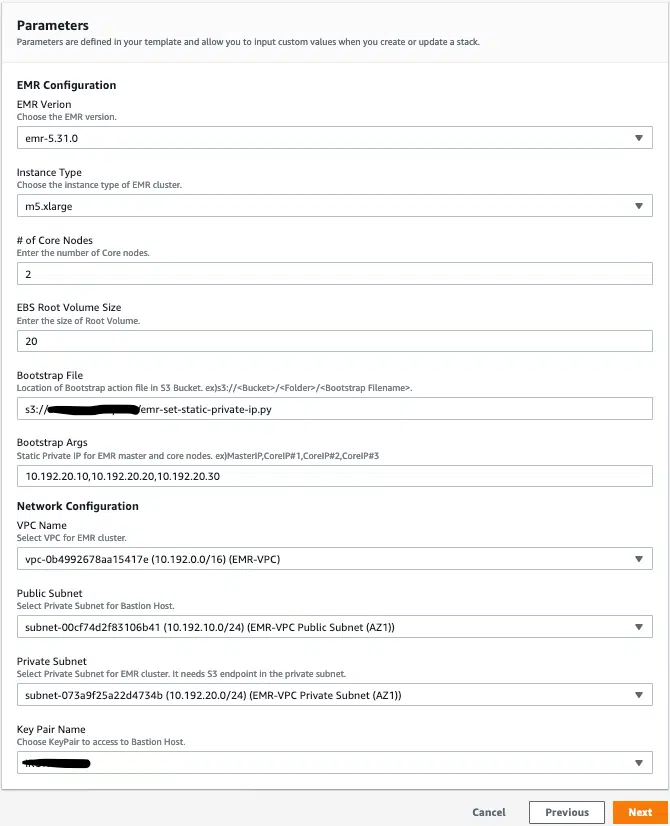 Parameters
Parameters are defined in your template and allow you to input custom values when you create or update a stack.
EMR Configuration
EMR Verion
Choose the EMR version.
emr-5.31.0
Instance Type
Choose the instance type of EMR cluster.
m5.xlarge
# of Core Nodes
Enter the number of Core nodes.
2
EBS Root Volume Size
Enter the size of Root Volume.
20
Bootstrap File
Location of Bootstrap action file in S3 Bucket. ex)s3://<Bucket>/<Folder>/<Bootstrap Filename>.
s3:// /emr-set-static-private-ip.py
Bootstrap Args
Static Private IP for EMR master and core nodes. ex)MasterIP,CoreIP#1,CoreIP#2,CoreIP#3
10.192.20.10,10.192.20.20,10.192.20.30
Network Configuration
VPC Name
Select VPC for EMR cluster.
vpc-0b4992678aa15417e (10.192.0.0/16) (EMR-VPC)
Public Subnet
Select Private Subnet for Bastion Host.
subnet-00cf74d2f83106b41 (10.192.10.0/24) (EMR-VPC Public Subnet (AZ1))
Private Subnet
Select Private Subnet for EMR cluster. It needs S3 endpoint in the private subnet.
subnet-073a9f25a22d4734b (10.192.20.0/24) (EMR-VPC Private Subnet (AZ1))
Key Pair Name
Choose KeyPair to access to Bastion Host.
Cancel
Previous
Next